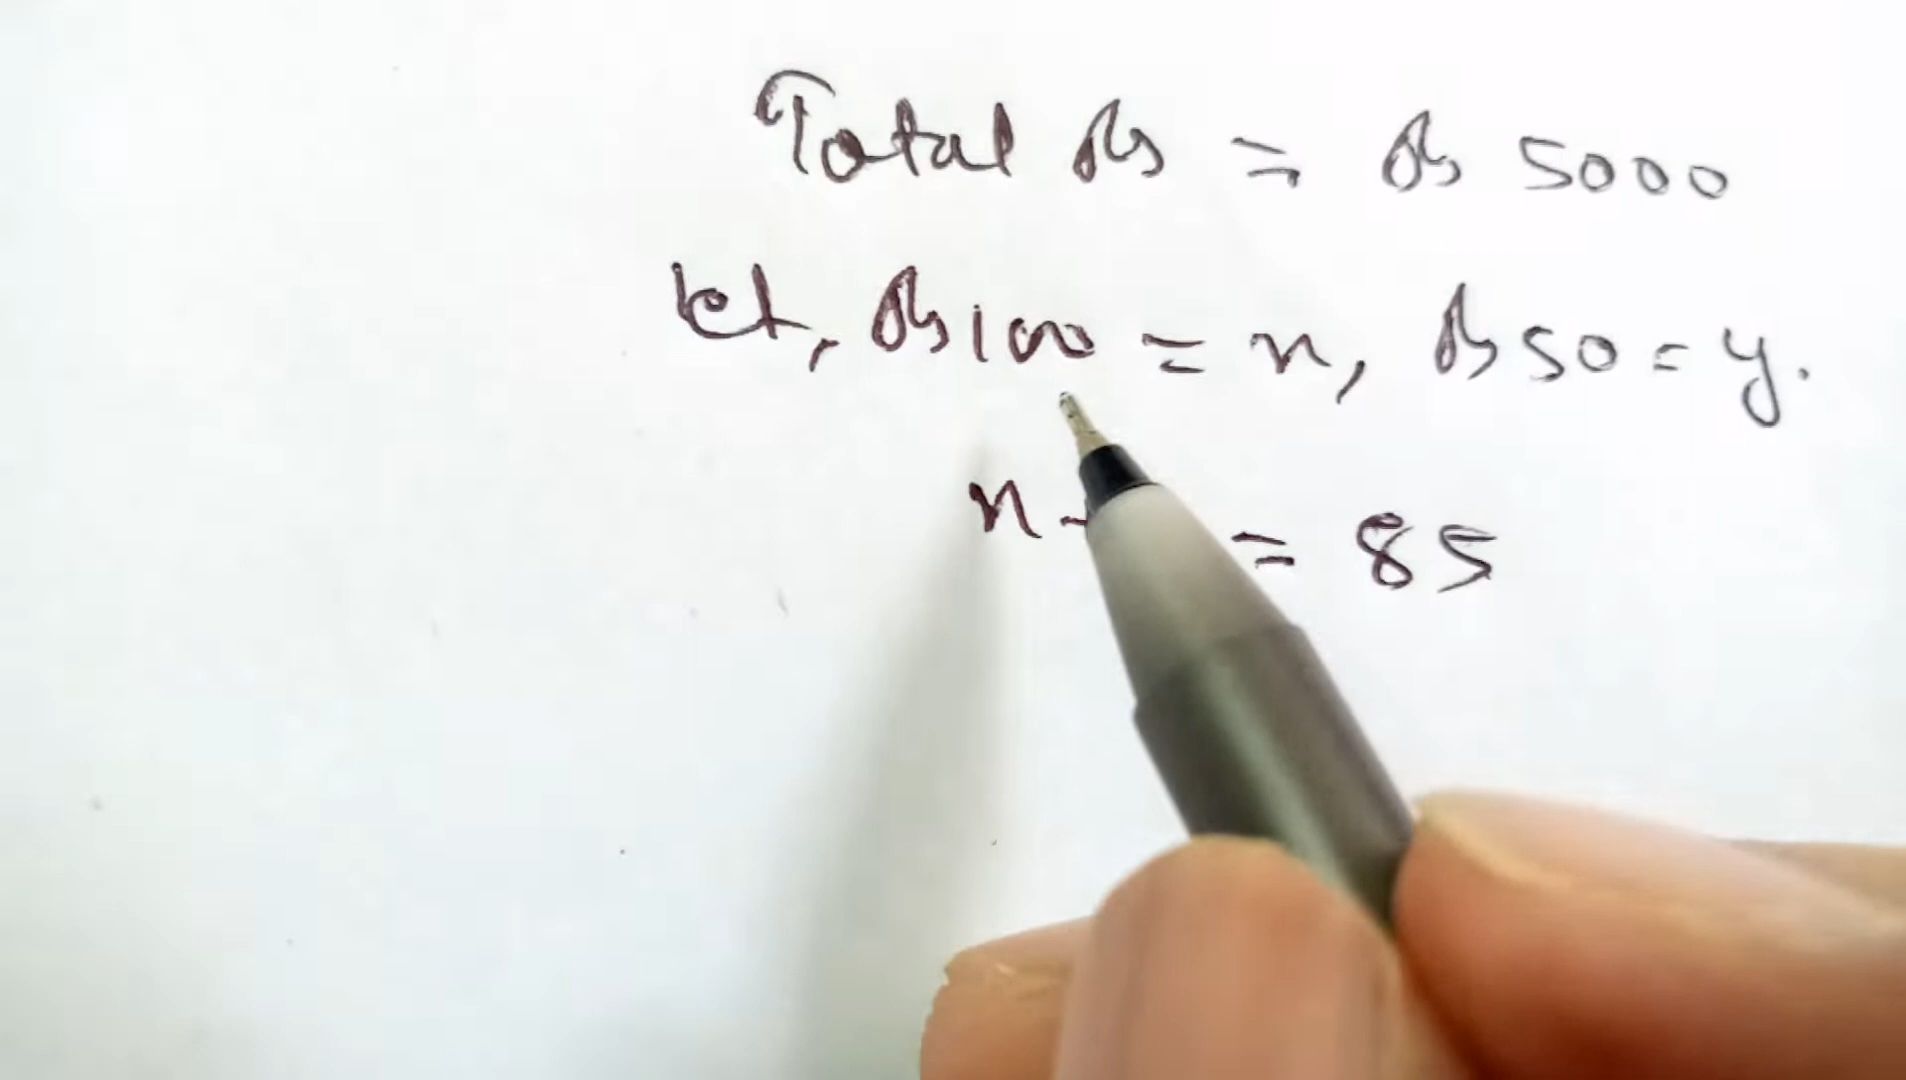 Total Rs = Rs 5000
let, Rs 100 = x, Rs 50 = y.
x = 85